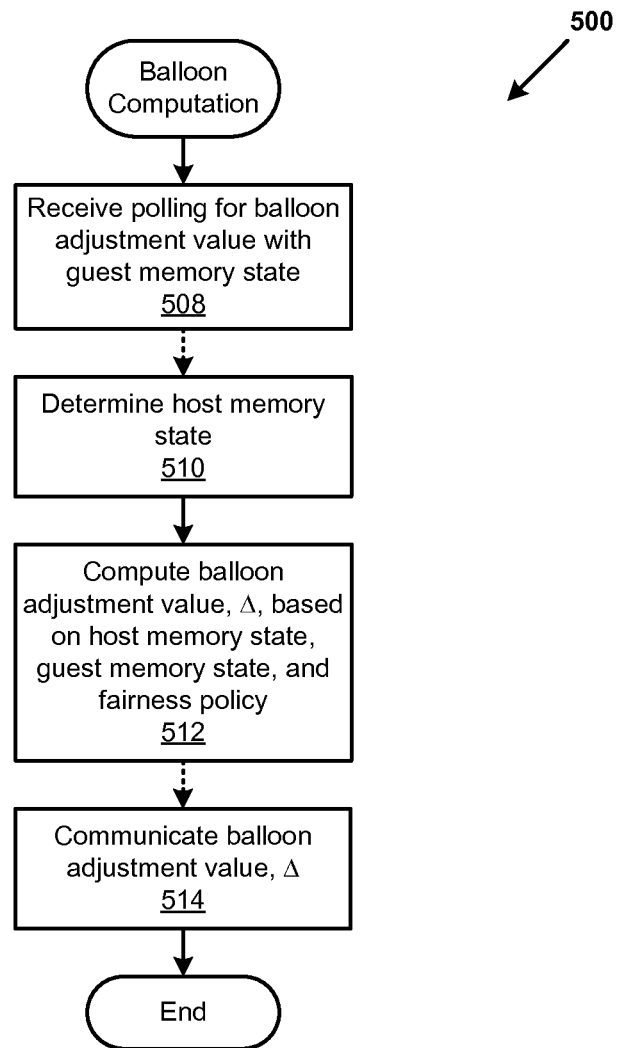 500
Balloon
Computation
Receive polling for balloon
adjustment value with
guest memory state
508
Determine host memory
state
510
Compute balloon
adjustment value, Δ, based
on host memory state,
guest memory state, and
fairness policy
512
Communicate balloon
adjustment value, Δ
514
End